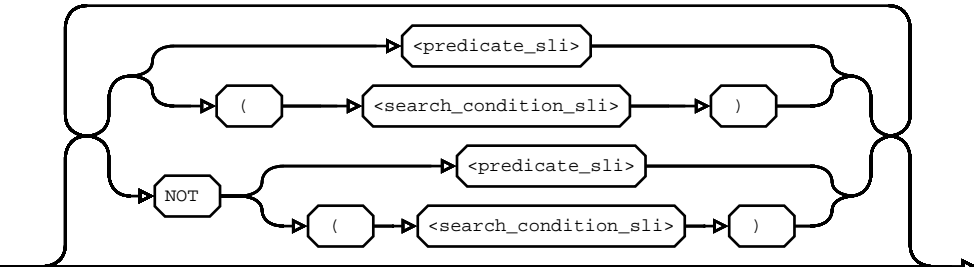 <predicate_sli>
( <search_condition_sli> )
<predicate_sli>
NOT
( <search_condition_sli> )